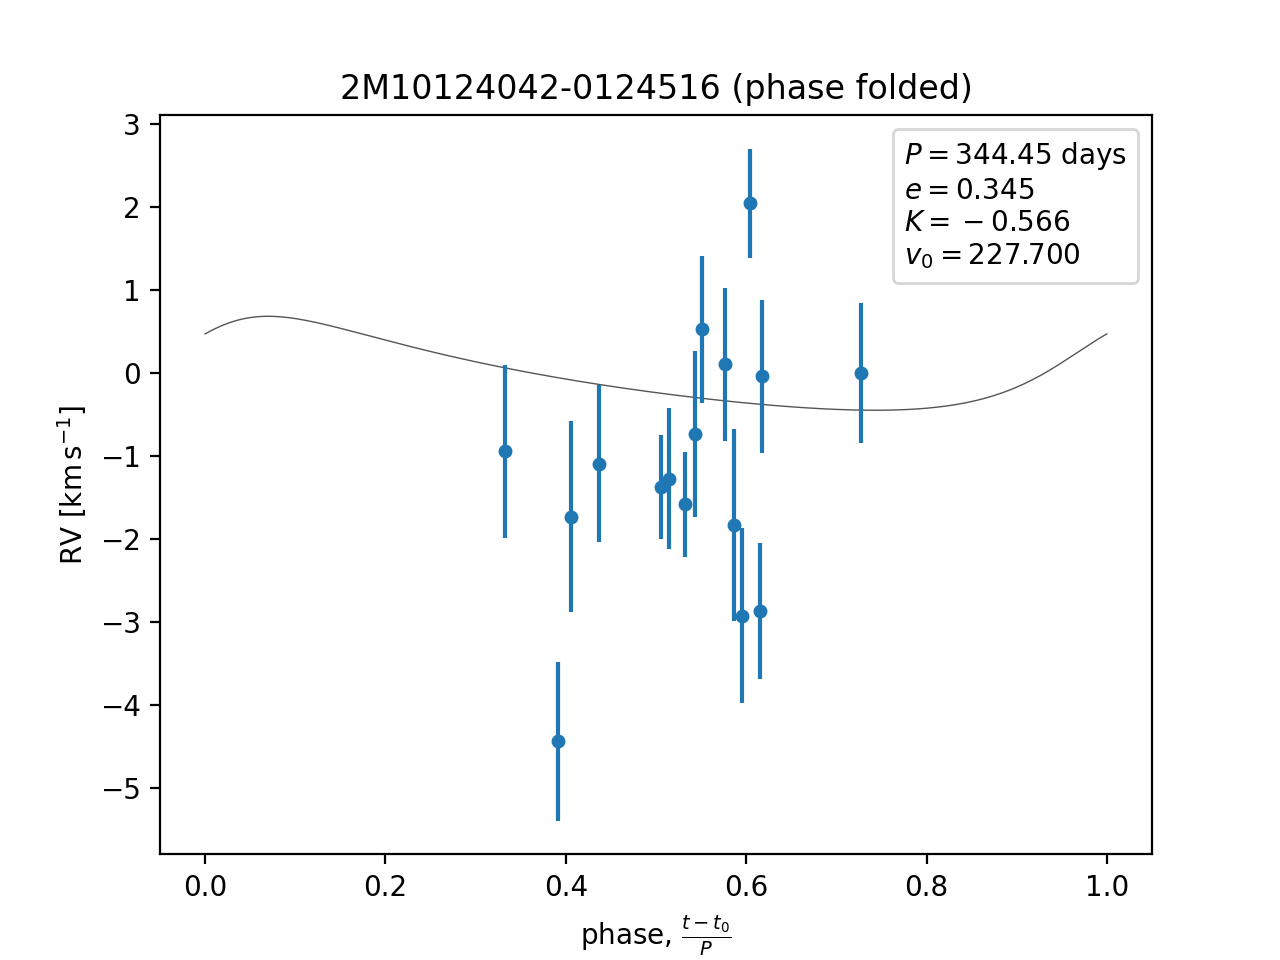 2M10124042-0124516 (phase folded)
P = 344.45 days
e = 0.345
K = −0.566
v₀ = 227.700
3
2
1
0
−1
−2
−3
−4
−5
RV [km s⁻¹]
0.0 0.2 0.4 0.6 0.8 1.0
phase, (t − t₀)/P